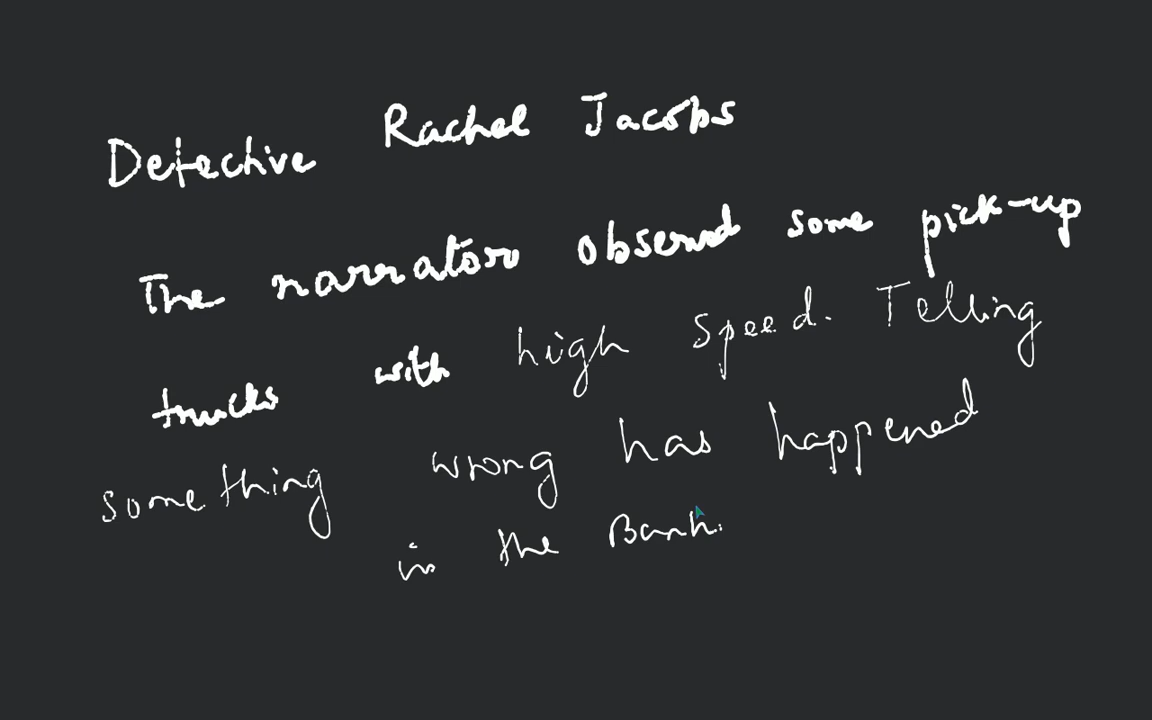 Detective Rachel Jacobs
The narrator observed some pick-up
trucks with high speed. Telling
something wrong has happened
in the Bank.